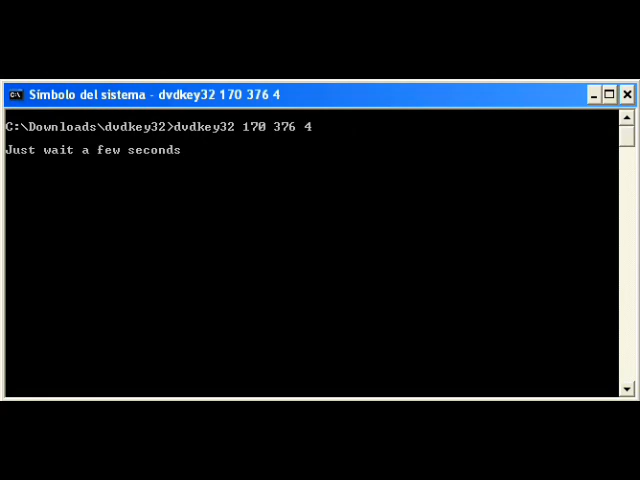 Símbolo del sistema - dvdkey32 170 376 4
C:\Downloads\dvdkey32>dvdkey32 170 376 4
Just wait a few seconds